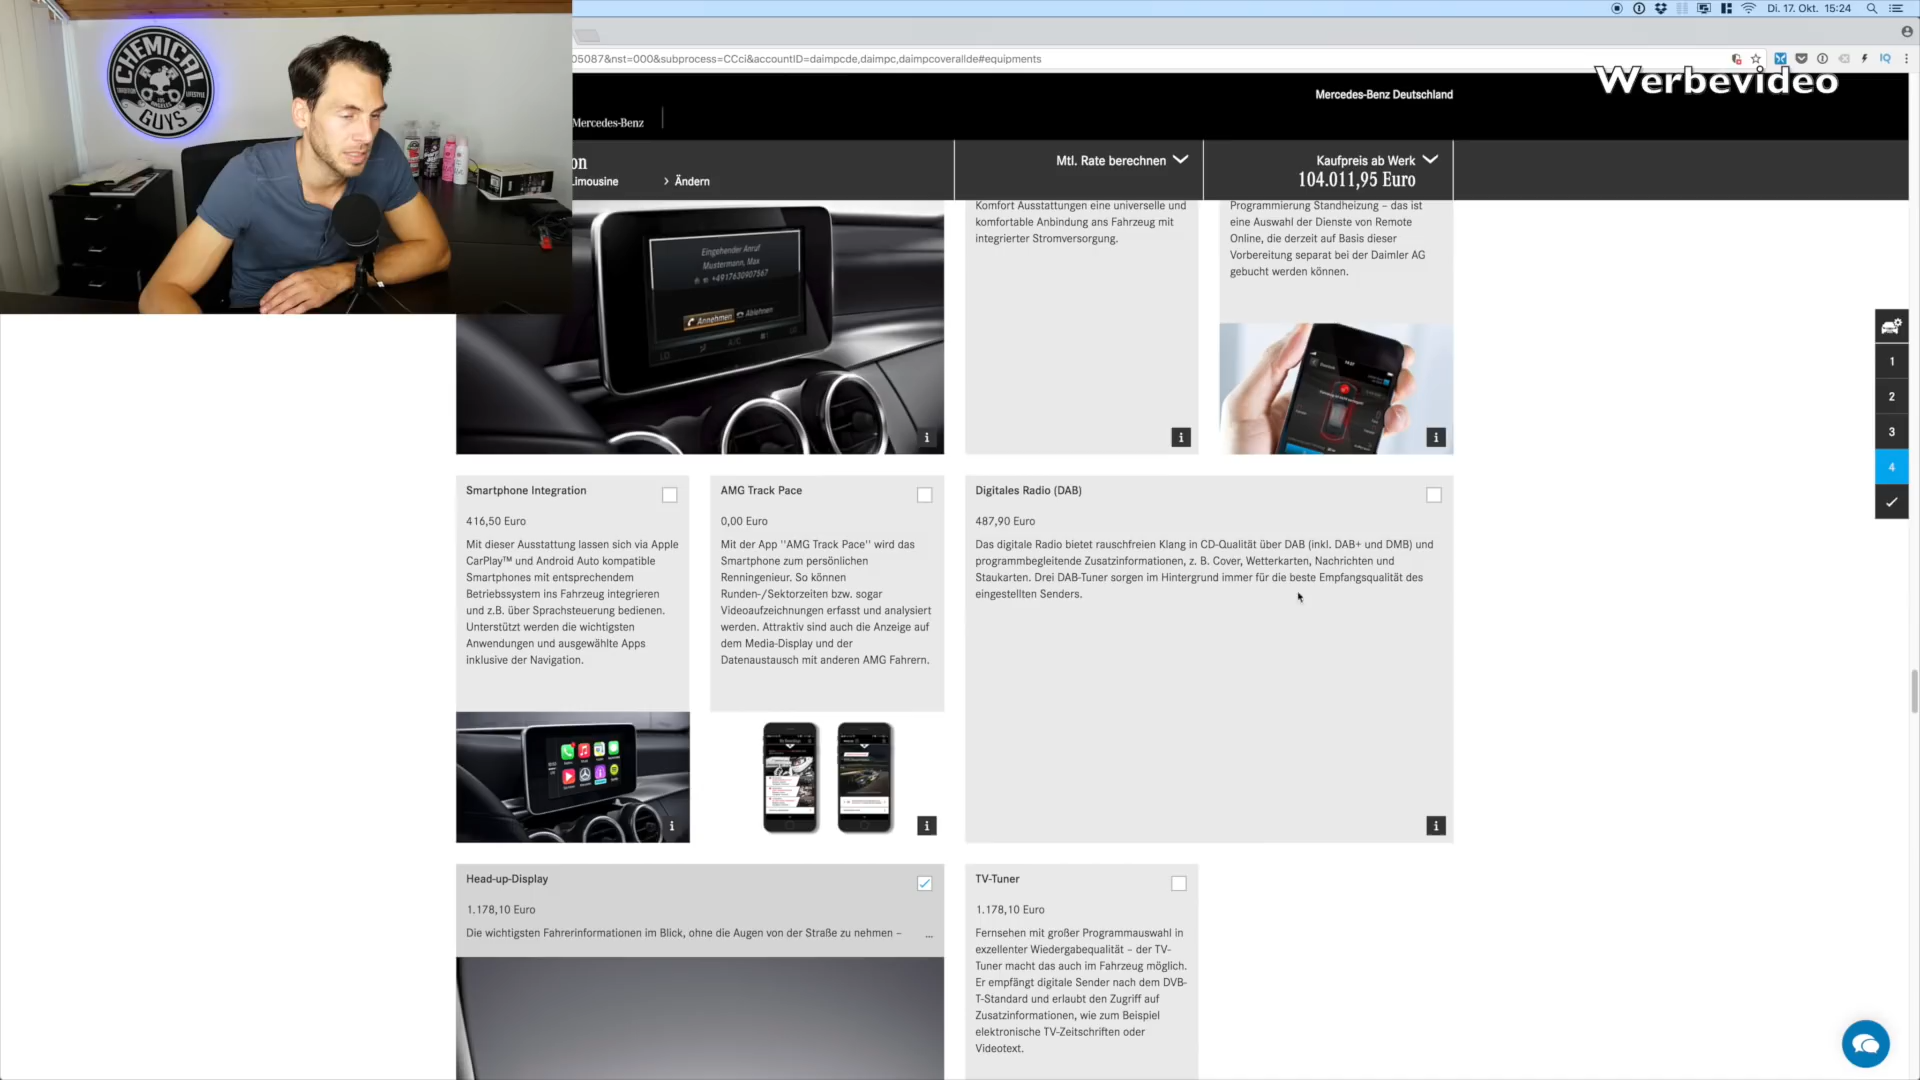 Di. 17. Okt. 15:24
05087&nst=000&subprocess=CCci&accountID=daimpcde,daimpc,daimpcoverallde#equipments
Werbevideo
CHEMICAL
GUYS
Mercedes-Benz Deutschland
Mercedes-Benz
on
Limousine
Ändern
Mtl. Rate berechnen
Kaufpreis ab Werk
104.011,95 Euro
Eingehender Anruf
Mustermann, Max
+4917630907567
Annehmen
Ablehnen
Komfort Ausstattungen eine universelle und
komfortable Anbindung ans Fahrzeug mit
integrierter Stromversorgung.
Programmierung Standheizung – das ist
eine Auswahl der Dienste von Remote
Online, die derzeit auf Basis dieser
Vorbereitung separat bei der Daimler AG
gebucht werden können.
1
2
3
4
Smartphone Integration
416,50 Euro
Mit dieser Ausstattung lassen sich via Apple
CarPlay™ und Android Auto kompatible
Smartphones mit entsprechendem
Betriebssystem ins Fahrzeug integrieren
und z.B. über Sprachsteuerung bedienen.
Unterstützt werden die wichtigsten
Anwendungen und ausgewählte Apps
inklusive der Navigation.
AMG Track Pace
0,00 Euro
Mit der App ''AMG Track Pace'' wird das
Smartphone zum persönlichen
Renningenieur. So können
Runden-/Sektorzeiten bzw. sogar
Videoaufzeichnungen erfasst und analysiert
werden. Attraktiv sind auch die Anzeige auf
dem Media-Display und der
Datenaustausch mit anderen AMG Fahrern.
Digitales Radio (DAB)
487,90 Euro
Das digitale Radio bietet rauschfreien Klang in CD-Qualität über DAB (inkl. DAB+ und DMB) und
programmbegleitende Zusatzinformationen, z. B. Cover, Wetterkarten, Nachrichten und
Staukarten. Drei DAB-Tuner sorgen im Hintergrund immer für die beste Empfangsqualität des
eingestellten Senders.
Head-up-Display
1.178,10 Euro
Die wichtigsten Fahrerinformationen im Blick, ohne die Augen von der Straße zu nehmen – ...
TV-Tuner
1.178,10 Euro
Fernsehen mit großer Programmauswahl in
exzellenter Wiedergabequalität – der TV-
Tuner macht das auch im Fahrzeug möglich.
Er empfängt digitale Sender nach dem DVB-
T-Standard und erlaubt den Zugriff auf
Zusatzinformationen, wie zum Beispiel
elektronische TV-Zeitschriften oder
Videotext.